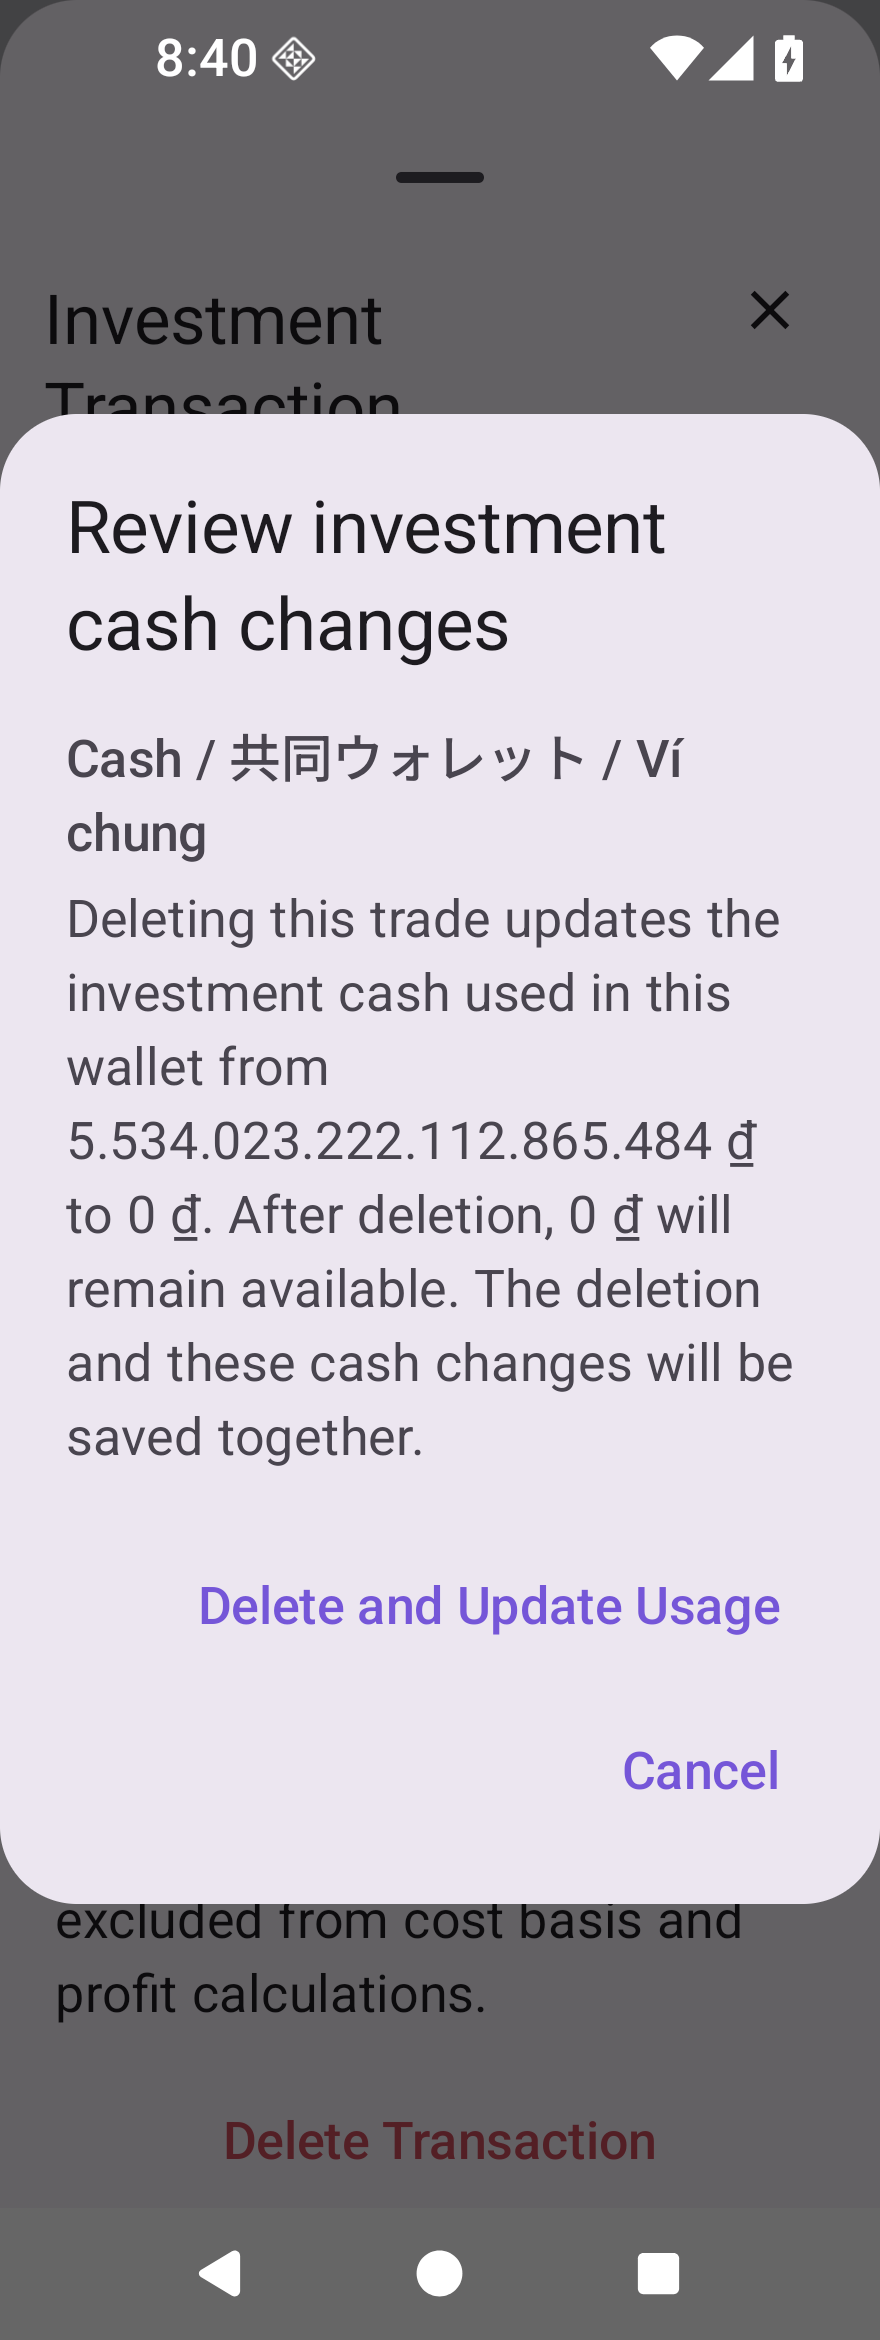 8:40
Investment
Transaction
Review investment
cash changes
Cash / 共同ウォレット / Ví
chung
Deleting this trade updates the
investment cash used in this
wallet from
5.534.023.222.112.865.484 ₫
to 0 ₫. After deletion, 0 ₫ will
remain available. The deletion
and these cash changes will be
saved together.
Delete and Update Usage
Cancel
excluded from cost basis and
profit calculations.
Delete Transaction